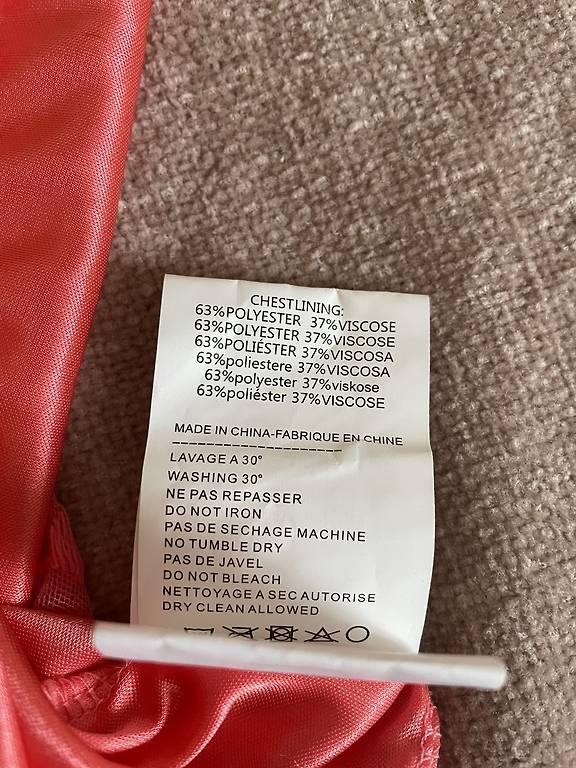 CHESTLINING:
63%POLYESTER 37%VISCOSE
63%POLYESTER 37%VISCOSE
63%POLIÉSTER 37%VISCOSA
63%poliestere 37%VISCOSA
63%polyester 37%viskose
63%poliéster 37%VISCOSE
MADE IN CHINA-FABRIQUE EN CHINE
LAVAGE A 30°
WASHING 30°
NE PAS REPASSER
DO NOT IRON
PAS DE SECHAGE MACHINE
NO TUMBLE DRY
PAS DE JAVEL
DO NOT BLEACH
NETTOYAGE A SEC AUTORISE
DRY CLEAN ALLOWED